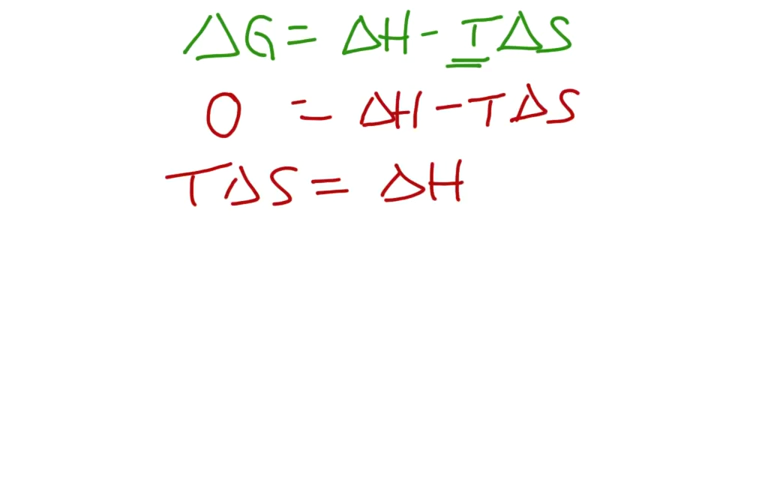 ΔG = ΔH - TΔS
0 = ΔH - TΔS
TΔS = ΔH